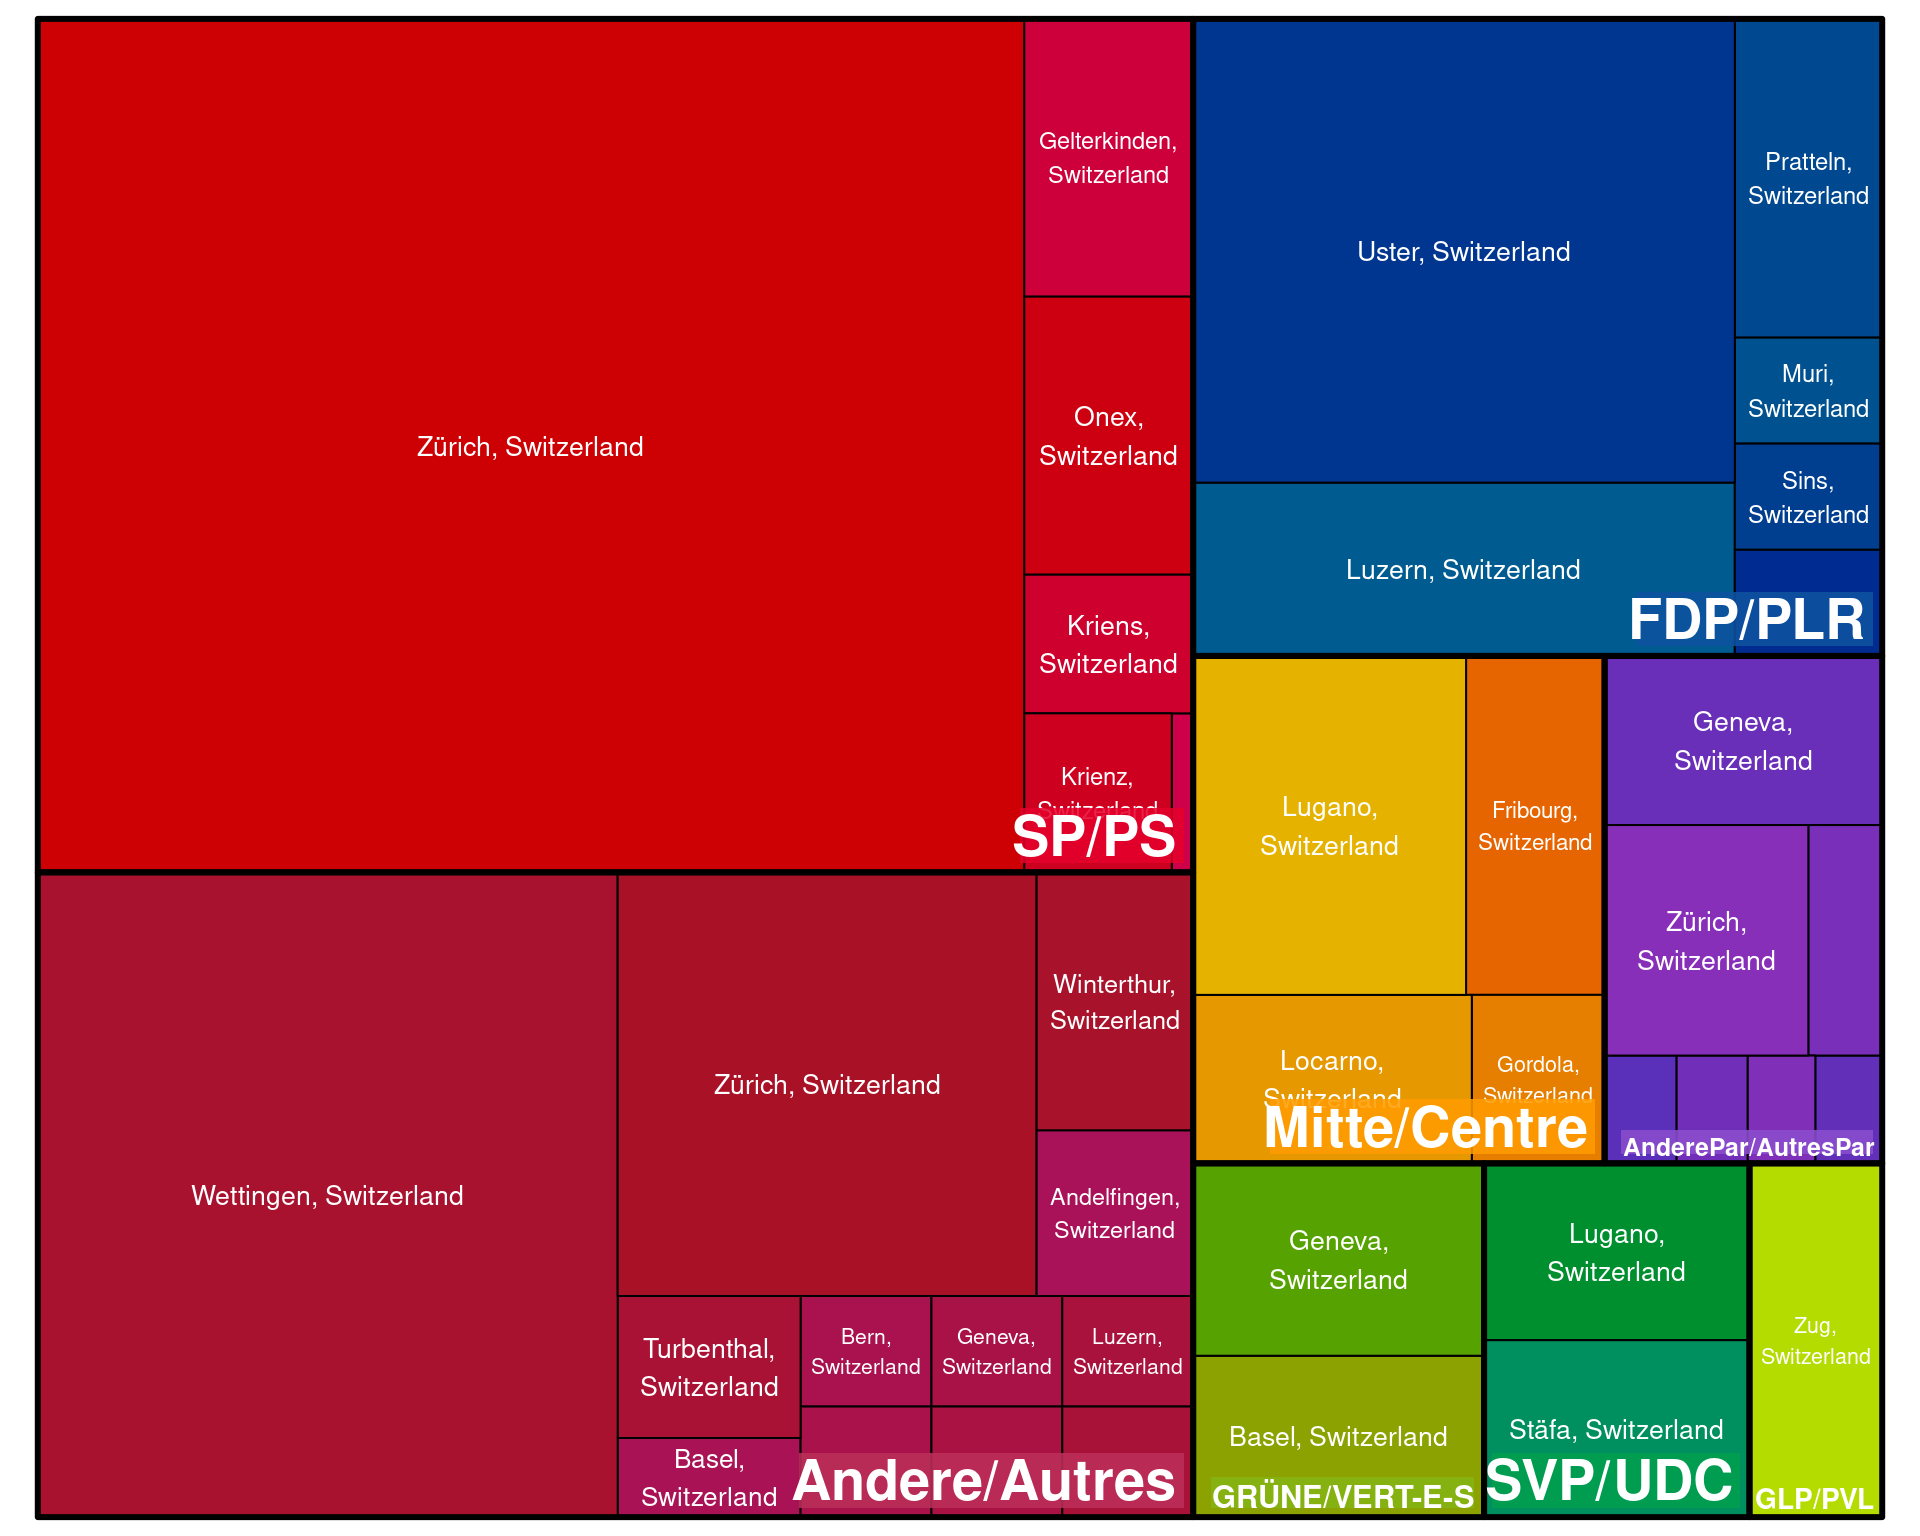 Zürich, Switzerland
Gelterkinden,
Switzerland
Onex,
Switzerland
Kriens,
Switzerland
Krienz,
Switzerland
SP/PS
Wettingen, Switzerland
Zürich, Switzerland
Winterthur,
Switzerland
Andelfingen,
Switzerland
Turbenthal,
Switzerland
Bern,
Switzerland
Geneva,
Switzerland
Luzern,
Switzerland
Basel,
Switzerland
Andere/Autres
Uster, Switzerland
Pratteln,
Switzerland
Muri,
Switzerland
Sins,
Switzerland
Luzern, Switzerland
FDP/PLR
Lugano,
Switzerland
Fribourg,
Switzerland
Locarno,
Switzerland
Gordola,
Switzerland
Mitte/Centre
Geneva,
Switzerland
Zürich,
Switzerland
AnderePar/AutresPar
Geneva,
Switzerland
Basel, Switzerland
GRÜNE/VERT-E-S
Lugano,
Switzerland
Stäfa, Switzerland
SVP/UDC
Zug,
Switzerland
GLP/PVL